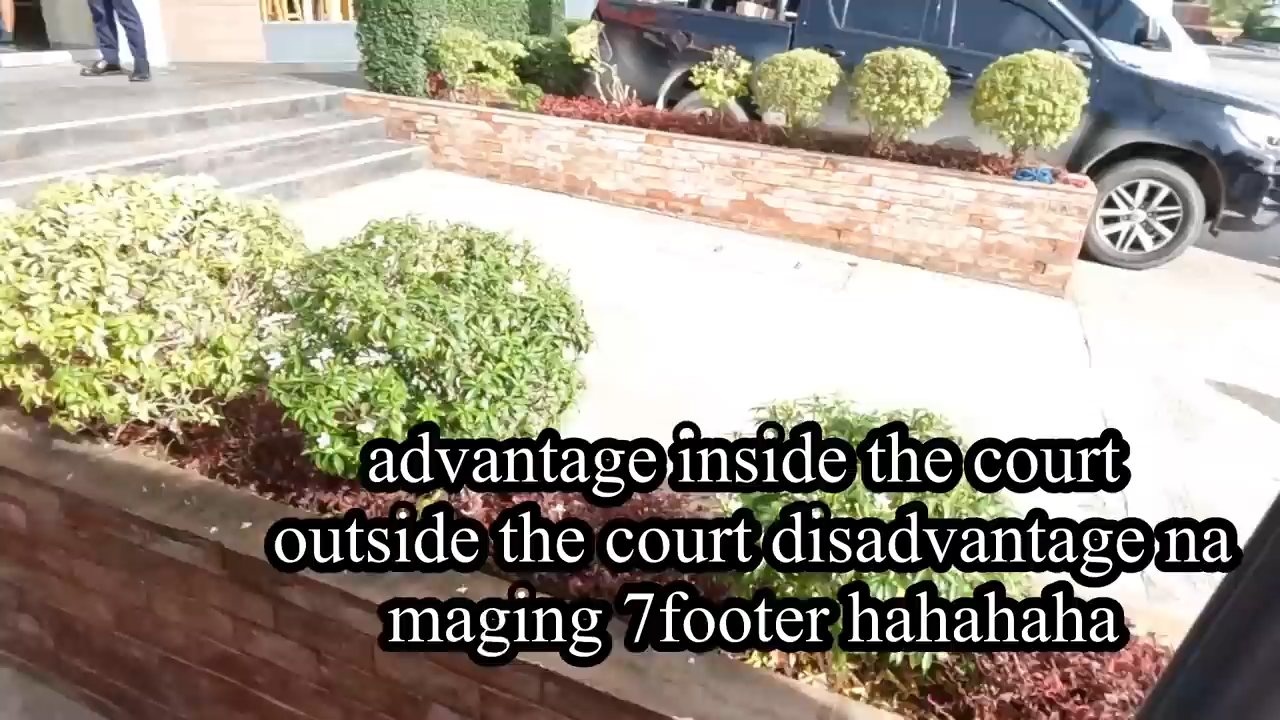 advantage inside the court
outside the court disadvantage na
maging 7footer hahahaha